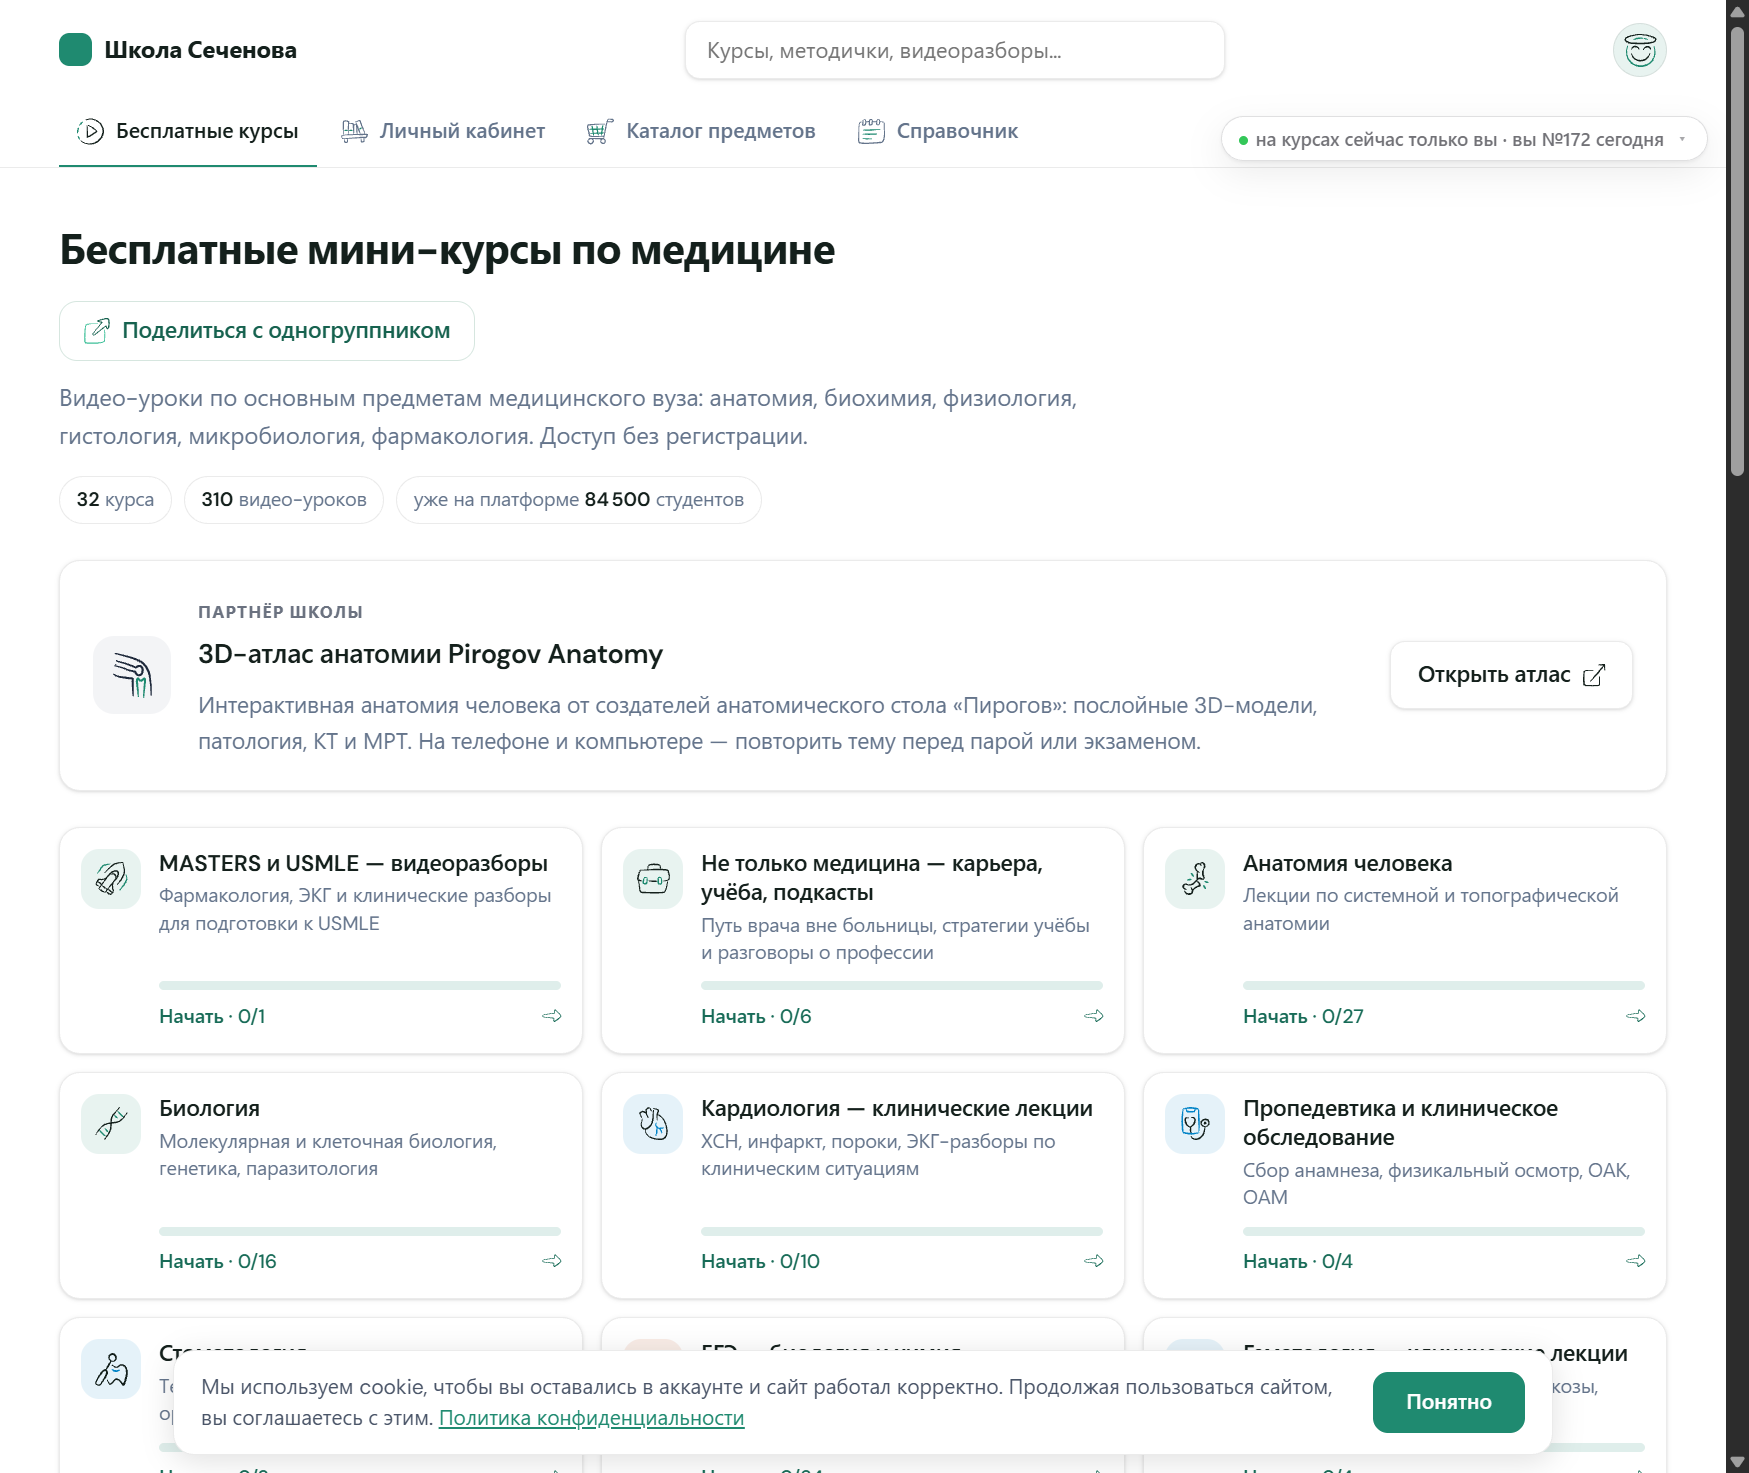 Школа Сеченова
Курсы, методички, видеоразборы...
Бесплатные курсы
Личный кабинет
Каталог предметов
Справочник
на курсах сейчас только вы · вы №172 сегодня
Бесплатные мини-курсы по медицине
Поделиться с одногруппником
Видео-уроки по основным предметам медицинского вуза: анатомия, биохимия, физиология,
гистология, микробиология, фармакология. Доступ без регистрации.
32 курса
310 видео-уроков
уже на платформе 84 500 студентов
ПАРТНЁР ШКОЛЫ
3D-атлас анатомии Pirogov Anatomy
Интерактивная анатомия человека от создателей анатомического стола «Пирогов»: послойные 3D-модели,
патология, КТ и МРТ. На телефоне и компьютере — повторить тему перед парой или экзаменом.
Открыть атлас
MASTERS и USMLE — видеоразборы
Фармакология, ЭКГ и клинические разборы
для подготовки к USMLE
Начать · 0/1
Не только медицина — карьера,
учёба, подкасты
Путь врача вне больницы, стратегии учёбы
и разговоры о профессии
Начать · 0/6
Анатомия человека
Лекции по системной и топографической
анатомии
Начать · 0/27
Биология
Молекулярная и клеточная биология,
генетика, паразитология
Начать · 0/16
Кардиология — клинические лекции
ХСН, инфаркт, пороки, ЭКГ-разборы по
клиническим ситуациям
Начать · 0/10
Пропедевтика и клиническое
обследование
Сбор анамнеза, физикальный осмотр, ОАК,
ОАМ
Начать · 0/4
лекции
Мы используем cookie, чтобы вы оставались в аккаунте и сайт работал корректно. Продолжая пользоваться сайтом,
вы соглашаетесь с этим. Политика конфиденциальности
Понятно